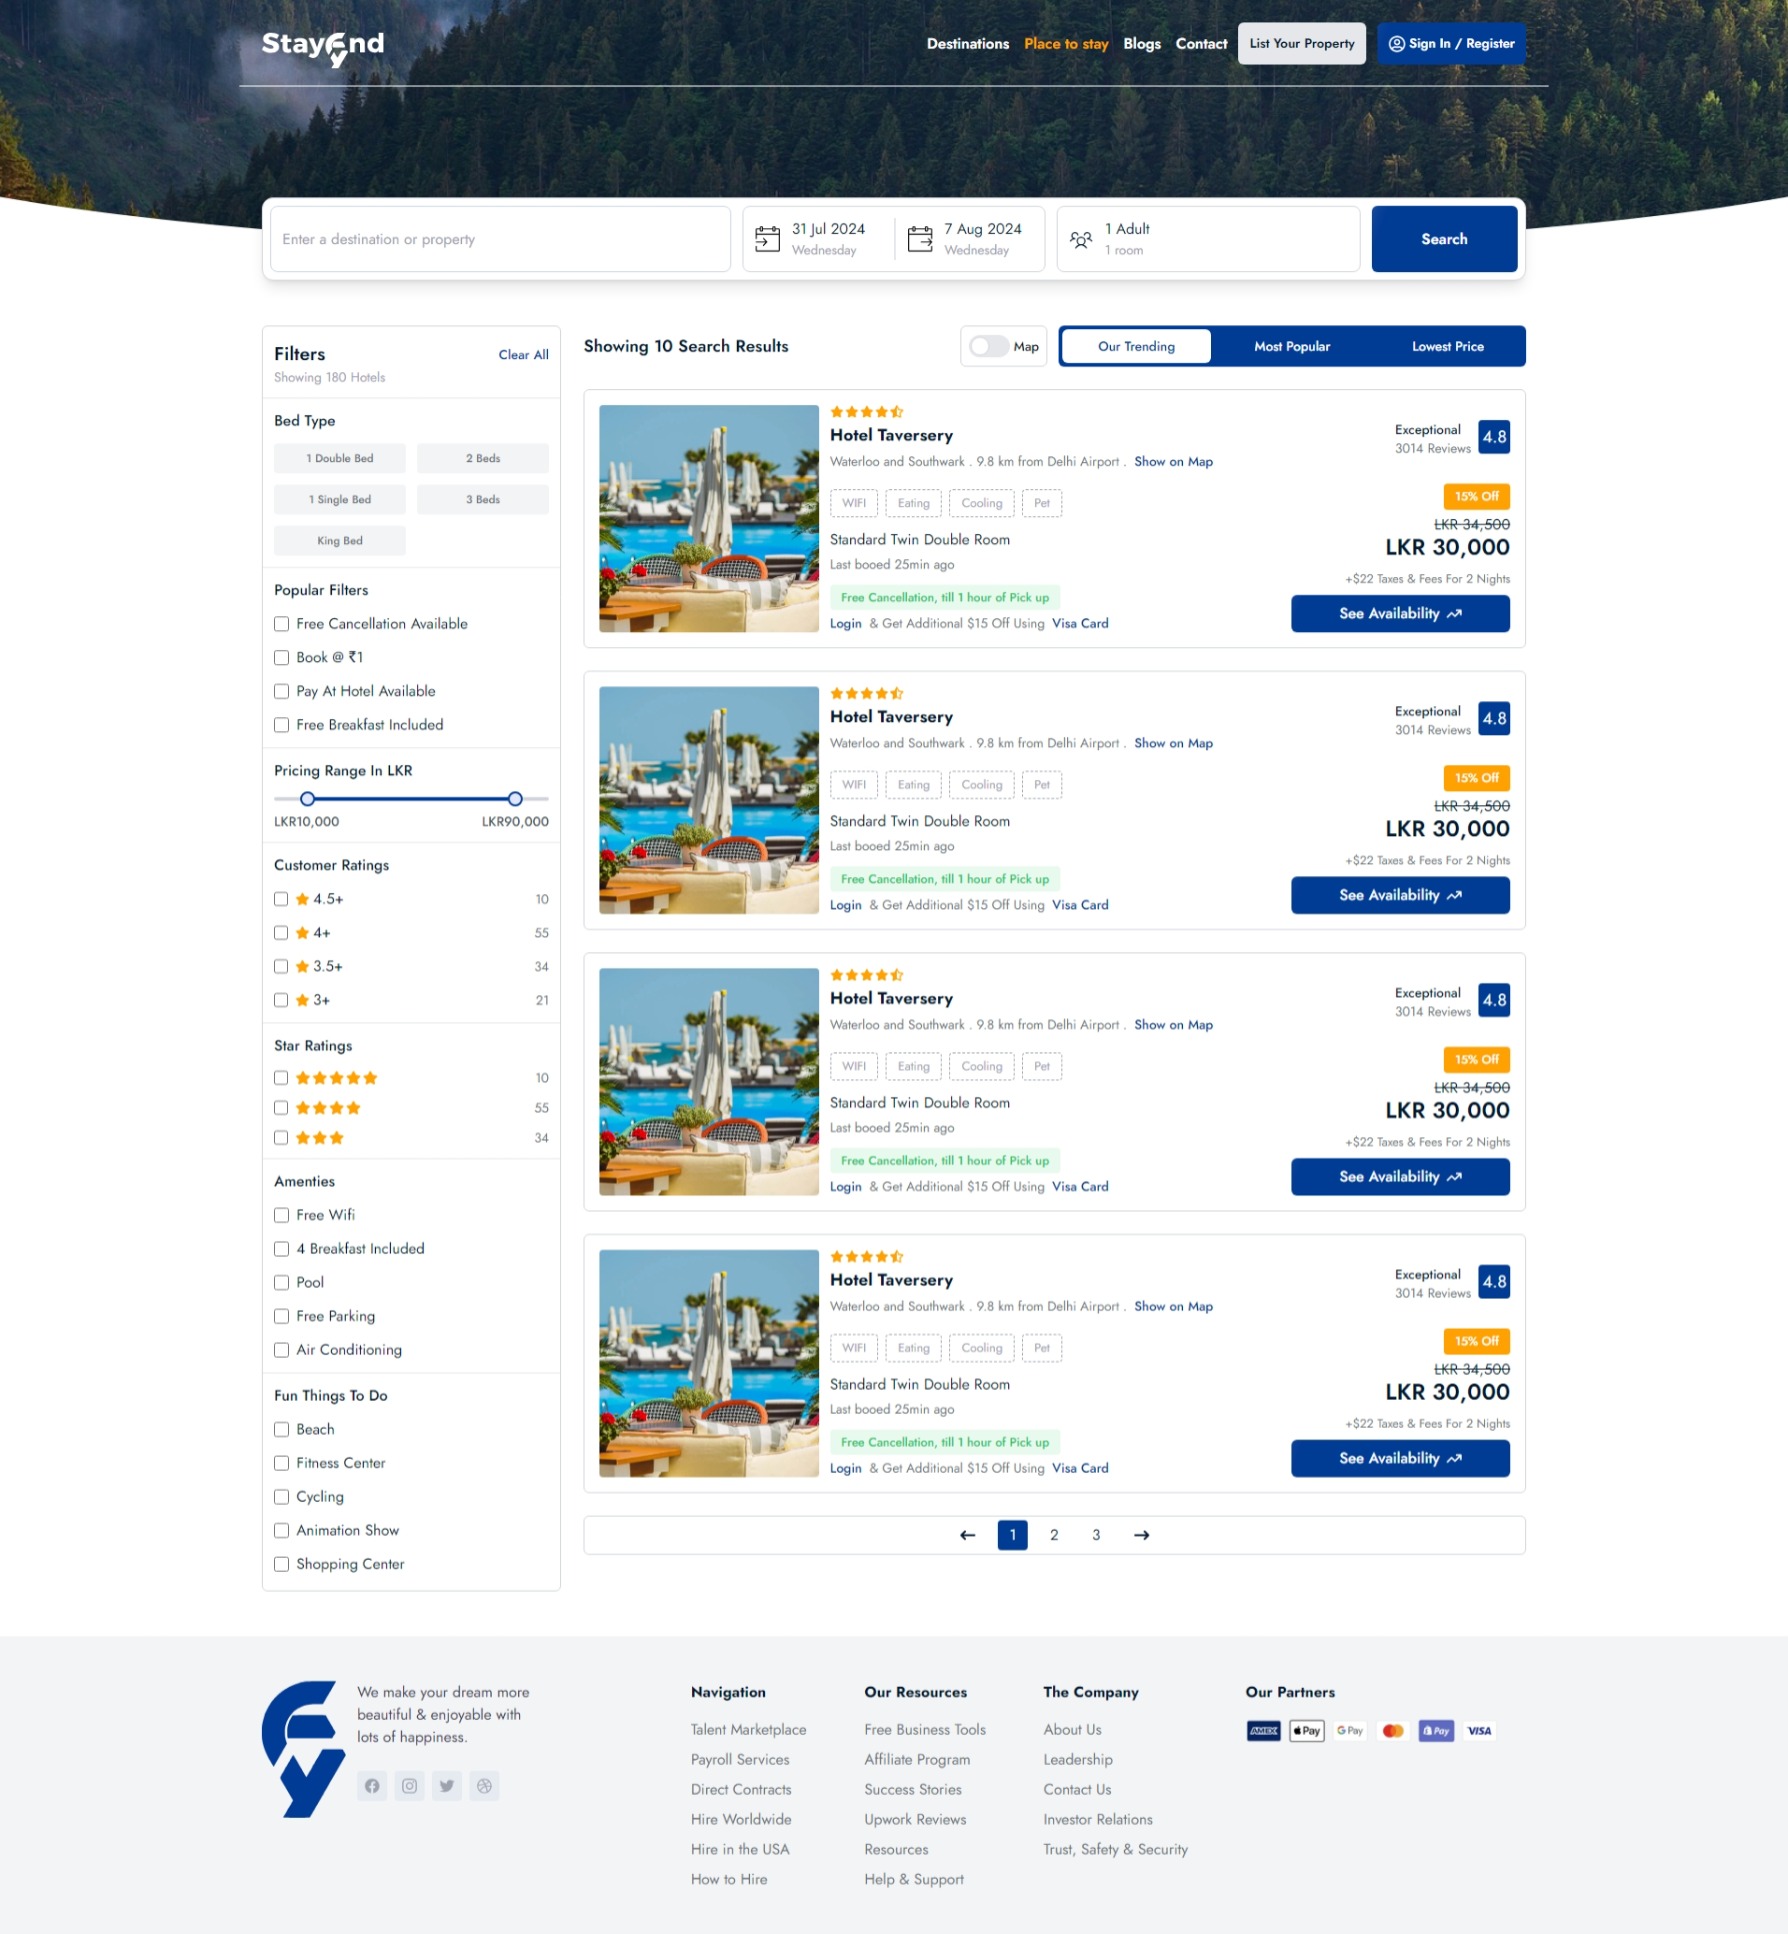 Stayfynd
Destinations Place to stay Blogs Contact List Your Property Sign In / Register
Enter a destination or property
31 Jul 2024
Wednesday
7 Aug 2024
Wednesday
1 Adult
1 room
Search
Filters
Clear All
Showing 180 Hotels
Bed Type
1 Double Bed
2 Beds
1 Single Bed
3 Beds
King Bed
Popular Filters
Free Cancellation Available
Book @ ₹1
Pay At Hotel Available
Free Breakfast Included
Pricing Range In LKR
LKR10,000
LKR90,000
Customer Ratings
4.5+ 10
4+ 55
3.5+ 34
3+ 21
Star Ratings
10
55
34
Amenties
Free Wifi
4 Breakfast Included
Pool
Free Parking
Air Conditioning
Fun Things To Do
Beach
Fitness Center
Cycling
Animation Show
Shopping Center
Showing 10 Search Results
Map
Our Trending
Most Popular
Lowest Price
Hotel Taversery
Waterloo and Southwark . 9.8 km from Delhi Airport . Show on Map
WIFI Eating Cooling Pet
Standard Twin Double Room
Last booed 25min ago
Free Cancellation, till 1 hour of Pick up
Login & Get Additional $15 Off Using Visa Card
Exceptional
3014 Reviews
4.8
15% Off
LKR 34,500
LKR 30,000
+$22 Taxes & Fees For 2 Nights
See Availability
Hotel Taversery
Waterloo and Southwark . 9.8 km from Delhi Airport . Show on Map
WIFI Eating Cooling Pet
Standard Twin Double Room
Last booed 25min ago
Free Cancellation, till 1 hour of Pick up
Login & Get Additional $15 Off Using Visa Card
Exceptional
3014 Reviews
4.8
15% Off
LKR 34,500
LKR 30,000
+$22 Taxes & Fees For 2 Nights
See Availability
Hotel Taversery
Waterloo and Southwark . 9.8 km from Delhi Airport . Show on Map
WIFI Eating Cooling Pet
Standard Twin Double Room
Last booed 25min ago
Free Cancellation, till 1 hour of Pick up
Login & Get Additional $15 Off Using Visa Card
Exceptional
3014 Reviews
4.8
15% Off
LKR 34,500
LKR 30,000
+$22 Taxes & Fees For 2 Nights
See Availability
Hotel Taversery
Waterloo and Southwark . 9.8 km from Delhi Airport . Show on Map
WIFI Eating Cooling Pet
Standard Twin Double Room
Last booed 25min ago
Free Cancellation, till 1 hour of Pick up
Login & Get Additional $15 Off Using Visa Card
Exceptional
3014 Reviews
4.8
15% Off
LKR 34,500
LKR 30,000
+$22 Taxes & Fees For 2 Nights
See Availability
1 2 3
fy
We make your dream more
beautiful & enjoyable with
lots of happiness.
Navigation
Talent Marketplace
Payroll Services
Direct Contracts
Hire Worldwide
Hire in the USA
How to Hire
Our Resources
Free Business Tools
Affiliate Program
Success Stories
Upwork Reviews
Resources
Help & Support
The Company
About Us
Leadership
Contact Us
Investor Relations
Trust, Safety & Security
Our Partners
AMEX Pay G Pay Pay VISA